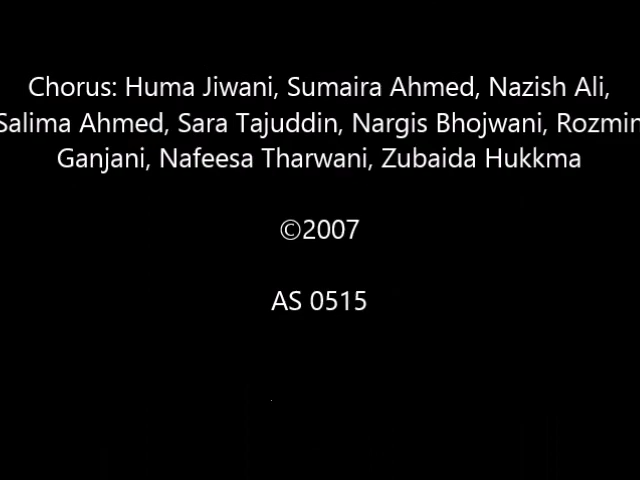 Chorus: Huma Jiwani, Sumaira Ahmed, Nazish Ali,
Salima Ahmed, Sara Tajuddin, Nargis Bhojwani, Rozmin
Ganjani, Nafeesa Tharwani, Zubaida Hukkma
©2007
AS 0515